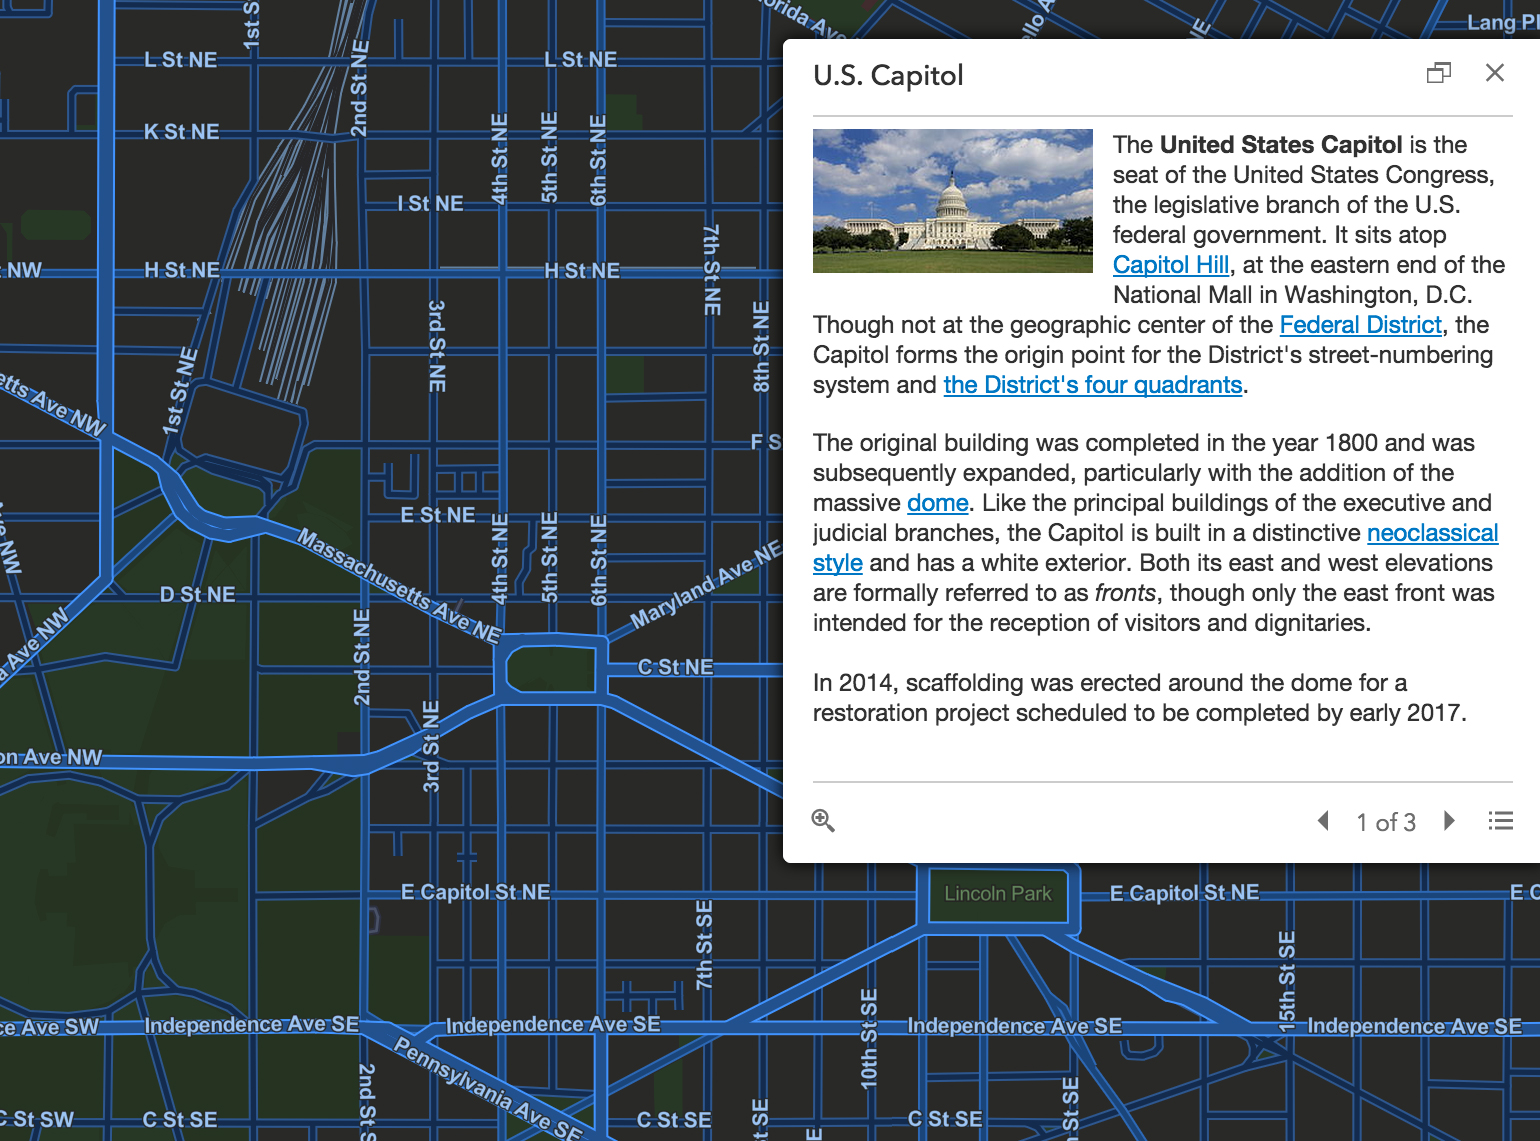 1st S
orida Ave
ello A
NE
Lang Pl
L St NE
2nd St NE
L St NE
K St NE
4th St NE
5th St NE
6th St NE
I St NE
7th St NE
NW
H St NE
H St NE
3rd St NE
8th St NE
1st St NE
etts Ave NW
F S
E St NE
4th St NE
5th St NE
6th St NE
ve NW
Massachusetts Ave NE
Maryland Ave NE
D St NE
2nd St NE
a Ave NW
C St NE
3rd St NE
on Ave NW
U.S. Capitol
The United States Capitol is the
seat of the United States Congress,
the legislative branch of the U.S.
federal government. It sits atop
Capitol Hill, at the eastern end of the
National Mall in Washington, D.C.
Though not at the geographic center of the Federal District, the
Capitol forms the origin point for the District's street-numbering
system and the District's four quadrants.
The original building was completed in the year 1800 and was
subsequently expanded, particularly with the addition of the
massive dome. Like the principal buildings of the executive and
judicial branches, the Capitol is built in a distinctive neoclassical
style and has a white exterior. Both its east and west elevations
are formally referred to as fronts, though only the east front was
intended for the reception of visitors and dignitaries.
In 2014, scaffolding was erected around the dome for a
restoration project scheduled to be completed by early 2017.
1 of 3
E Capitol St NE
Lincoln Park
E Capitol St NE
E C
7th St SE
15th St SE
10th St SE
ce Ave SW
Independence Ave SE
Independence Ave SE
Independence Ave SE
Independence Ave SE
Pennsylvania Ave SE
2nd St S
C St SW
C St SE
C St SE
C St SE
t SE
E
St SE